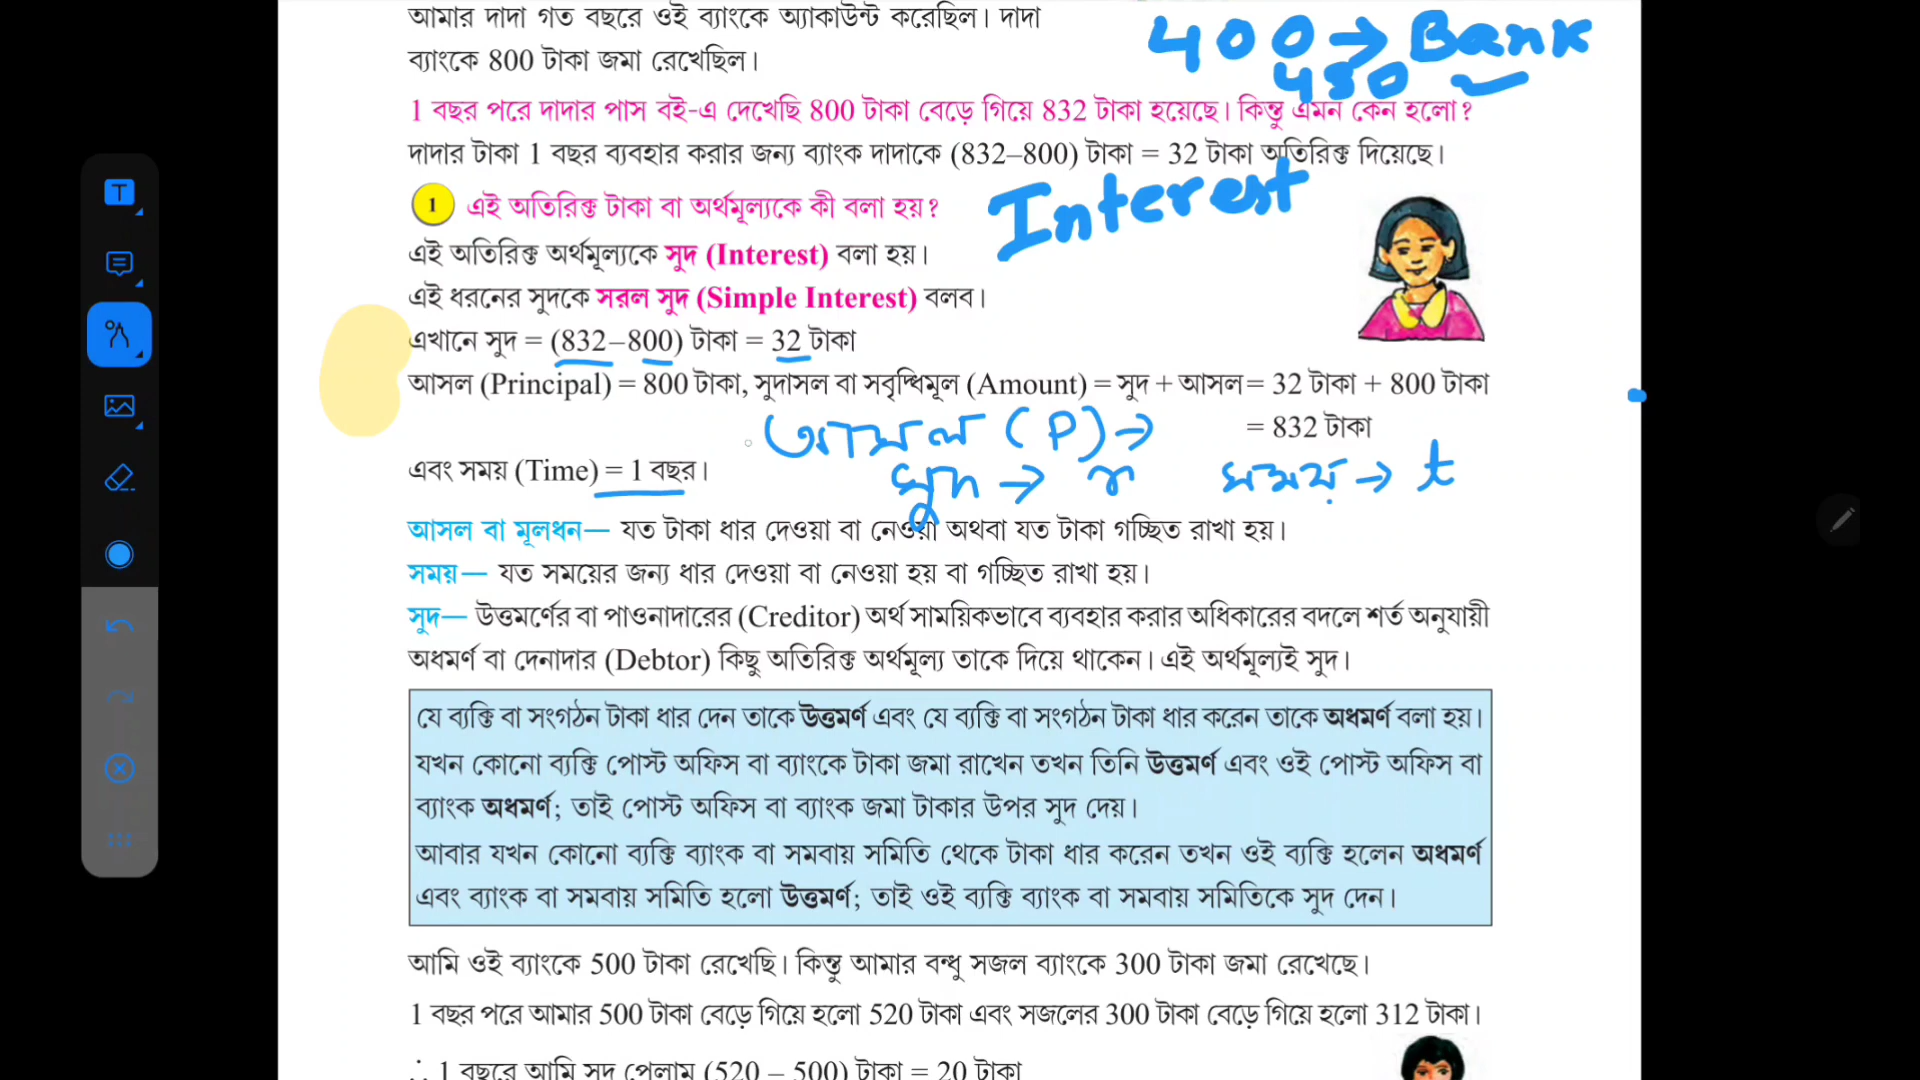 আমার দাদা গত বছরে ওই ব্যাংকে অ্যাকাউন্ট করেছিল। দাদা
ব্যাংকে 800 টাকা জমা রেখেছিল।
400 → Bank
450
1 বছর পরে দাদার পাস বই-এ দেখেছি 800 টাকা বেড়ে গিয়ে 832 টাকা হয়েছে। কিন্তু এমন কেন হলো?
দাদার টাকা 1 বছর ব্যবহার করার জন্য ব্যাংক দাদাকে (832–800) টাকা = 32 টাকা অতিরিক্ত দিয়েছে।
1 এই অতিরিক্ত টাকা বা অর্থমূল্যকে কী বলা হয়?
Interest
এই অতিরিক্ত অর্থমূল্যকে সুদ (Interest) বলা হয়।
এই ধরনের সুদকে সরল সুদ (Simple Interest) বলব।
এখানে সুদ = (832–800) টাকা = 32 টাকা
আসল (Principal) = 800 টাকা, সুদাসল বা সবৃদ্ধিমূল (Amount) = সুদ + আসল = 32 টাকা + 800 টাকা
= 832 টাকা
আসল (P) →
এবং সময় (Time) = 1 বছর।
সুদ → r সময় → t
আসল বা মূলধন— যত টাকা ধার দেওয়া বা নেওয়া অথবা যত টাকা গচ্ছিত রাখা হয়।
সময়— যত সময়ের জন্য ধার দেওয়া বা নেওয়া হয় বা গচ্ছিত রাখা হয়।
সুদ— উত্তমর্ণের বা পাওনাদারের (Creditor) অর্থ সাময়িকভাবে ব্যবহার করার অধিকারের বদলে শর্ত অনুযায়ী
অধমর্ণ বা দেনাদার (Debtor) কিছু অতিরিক্ত অর্থমূল্য তাকে দিয়ে থাকেন। এই অর্থমূল্যই সুদ।
যে ব্যক্তি বা সংগঠন টাকা ধার দেন তাকে উত্তমর্ণ এবং যে ব্যক্তি বা সংগঠন টাকা ধার করেন তাকে অধমর্ণ বলা হয়।
যখন কোনো ব্যক্তি পোস্ট অফিস বা ব্যাংকে টাকা জমা রাখেন তখন তিনি উত্তমর্ণ এবং ওই পোস্ট অফিস বা
ব্যাংক অধমর্ণ; তাই পোস্ট অফিস বা ব্যাংক জমা টাকার উপর সুদ দেয়।
আবার যখন কোনো ব্যক্তি ব্যাংক বা সমবায় সমিতি থেকে টাকা ধার করেন তখন ওই ব্যক্তি হলেন অধমর্ণ
এবং ব্যাংক বা সমবায় সমিতি হলো উত্তমর্ণ; তাই ওই ব্যক্তি ব্যাংক বা সমবায় সমিতিকে সুদ দেন।
আমি ওই ব্যাংকে 500 টাকা রেখেছি। কিন্তু আমার বন্ধু সজল ব্যাংকে 300 টাকা জমা রেখেছে।
1 বছর পরে আমার 500 টাকা বেড়ে গিয়ে হলো 520 টাকা এবং সজলের 300 টাকা বেড়ে গিয়ে হলো 312 টাকা।
∴ 1 বছরে আমি সুদ পেলাম (520 – 500) টাকা = 20 টাকা